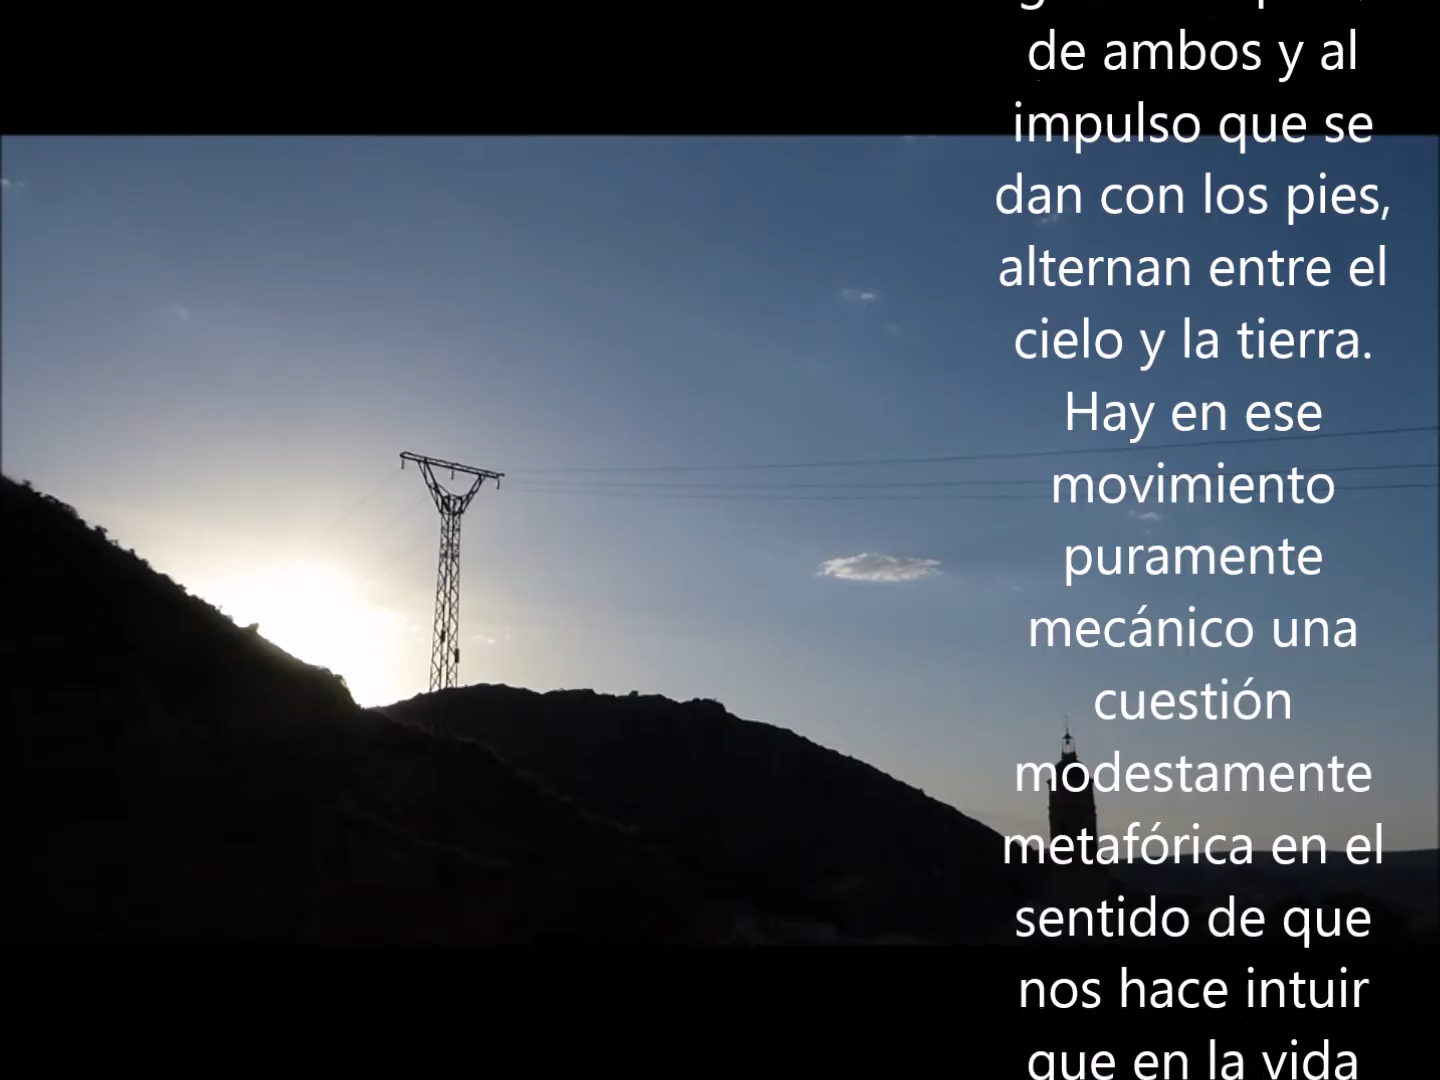 de ambos y al
impulso que se
dan con los pies,
alternan entre el
cielo y la tierra.
Hay en ese
movimiento
puramente
mecánico una
cuestión
modestamente
metafórica en el
sentido de que
nos hace intuir
que en la vida